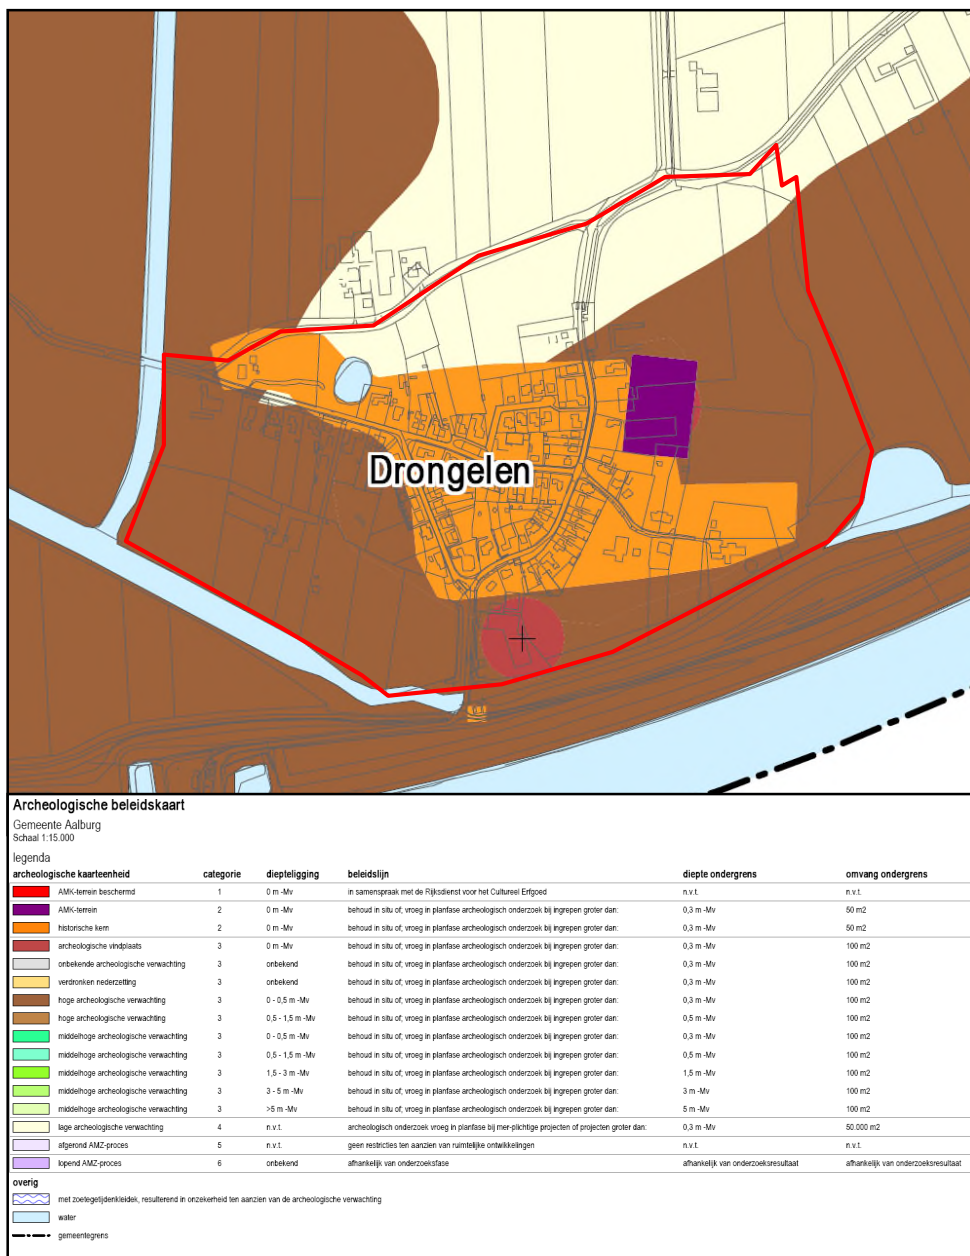 Drongelen
Archeologische beleidskaart
Gemeente Aalburg
Schaal 1:15.000
legenda
archeologische kaarteenheid categorie diepteligging beleidslijn diepte ondergrens omvang ondergrens
AMK-terrein beschermd 1 0 m -Mv in samenspraak met de Rijksdienst voor het Cultureel Erfgoed n.v.t. n.v.t.
AMK-terrein 2 0 m -Mv behoud in situ of; vroeg in planfase archeologisch onderzoek bij ingrepen groter dan: 0,3 m -Mv 50 m2
historische kern 2 0 m -Mv behoud in situ of; vroeg in planfase archeologisch onderzoek bij ingrepen groter dan: 0,3 m -Mv 50 m2
archeologische vindplaats 3 0 m -Mv behoud in situ of; vroeg in planfase archeologisch onderzoek bij ingrepen groter dan: 0,3 m -Mv 100 m2
onbekende archeologische verwachting 3 onbekend behoud in situ of; vroeg in planfase archeologisch onderzoek bij ingrepen groter dan: 0,3 m -Mv 100 m2
verdronken nederzetting 3 onbekend behoud in situ of; vroeg in planfase archeologisch onderzoek bij ingrepen groter dan: 0,3 m -Mv 100 m2
hoge archeologische verwachting 3 0 - 0,5 m -Mv behoud in situ of; vroeg in planfase archeologisch onderzoek bij ingrepen groter dan: 0,3 m -Mv 100 m2
hoge archeologische verwachting 3 0,5 - 1,5 m -Mv behoud in situ of; vroeg in planfase archeologisch onderzoek bij ingrepen groter dan: 0,5 m -Mv 100 m2
middelhoge archeologische verwachting 3 0 - 0,5 m -Mv behoud in situ of; vroeg in planfase archeologisch onderzoek bij ingrepen groter dan: 0,3 m -Mv 100 m2
middelhoge archeologische verwachting 3 0,5 - 1,5 m -Mv behoud in situ of; vroeg in planfase archeologisch onderzoek bij ingrepen groter dan: 0,5 m -Mv 100 m2
middelhoge archeologische verwachting 3 1,5 - 3 m -Mv behoud in situ of; vroeg in planfase archeologisch onderzoek bij ingrepen groter dan: 1,5 m -Mv 100 m2
middelhoge archeologische verwachting 3 3 - 5 m -Mv behoud in situ of; vroeg in planfase archeologisch onderzoek bij ingrepen groter dan: 3 m -Mv 100 m2
middelhoge archeologische verwachting 3 >5 m -Mv behoud in situ of; vroeg in planfase archeologisch onderzoek bij ingrepen groter dan: 5 m -Mv 100 m2
lage archeologische verwachting 4 n.v.t. archeologisch onderzoek vroeg in planfase bij mer-plichtige projecten of projecten groter dan: 0,3 m -Mv 50.000 m2
afgerond AMZ-proces 5 n.v.t. geen restricties ten aanzien van ruimtelijke ontwikkelingen n.v.t. n.v.t.
lopend AMZ-proces 6 onbekend afhankelijk van onderzoeksfase afhankelijk van onderzoeksresultaat afhankelijk van onderzoeksresultaat
overig
met zoetegetijdenkleidek, resulterend in onzekerheid ten aanzien van de archeologische verwachting
water
gemeentegrens